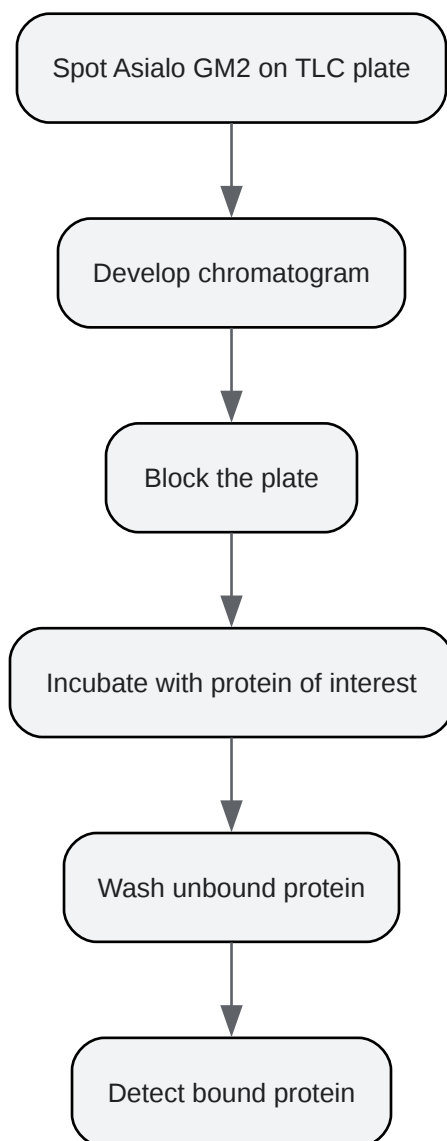 Spot Asialo GM2 on TLC plate
Develop chromatogram
Block the plate
Incubate with protein of interest
Wash unbound protein
Detect bound protein